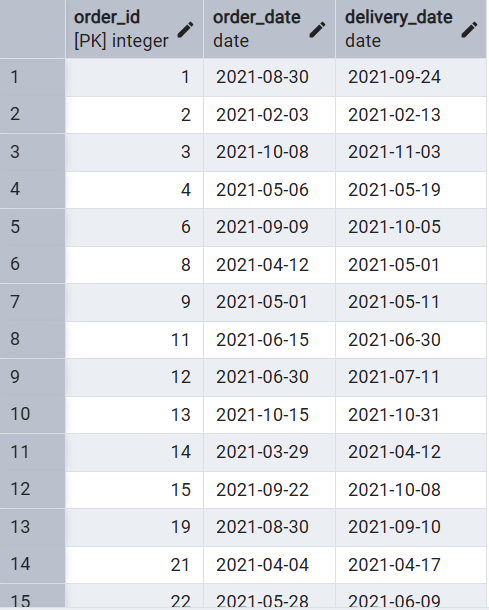 order_id order_date delivery_date
[PK] integer date date
1 1 2021-08-30 2021-09-24
2 2 2021-02-03 2021-02-13
3 3 2021-10-08 2021-11-03
4 4 2021-05-06 2021-05-19
5 6 2021-09-09 2021-10-05
6 8 2021-04-12 2021-05-01
7 9 2021-05-01 2021-05-11
8 11 2021-06-15 2021-06-30
9 12 2021-06-30 2021-07-11
10 13 2021-10-15 2021-10-31
11 14 2021-03-29 2021-04-12
12 15 2021-09-22 2021-10-08
13 19 2021-08-30 2021-09-10
14 21 2021-04-04 2021-04-17
15 22 2021-05-28 2021-06-09